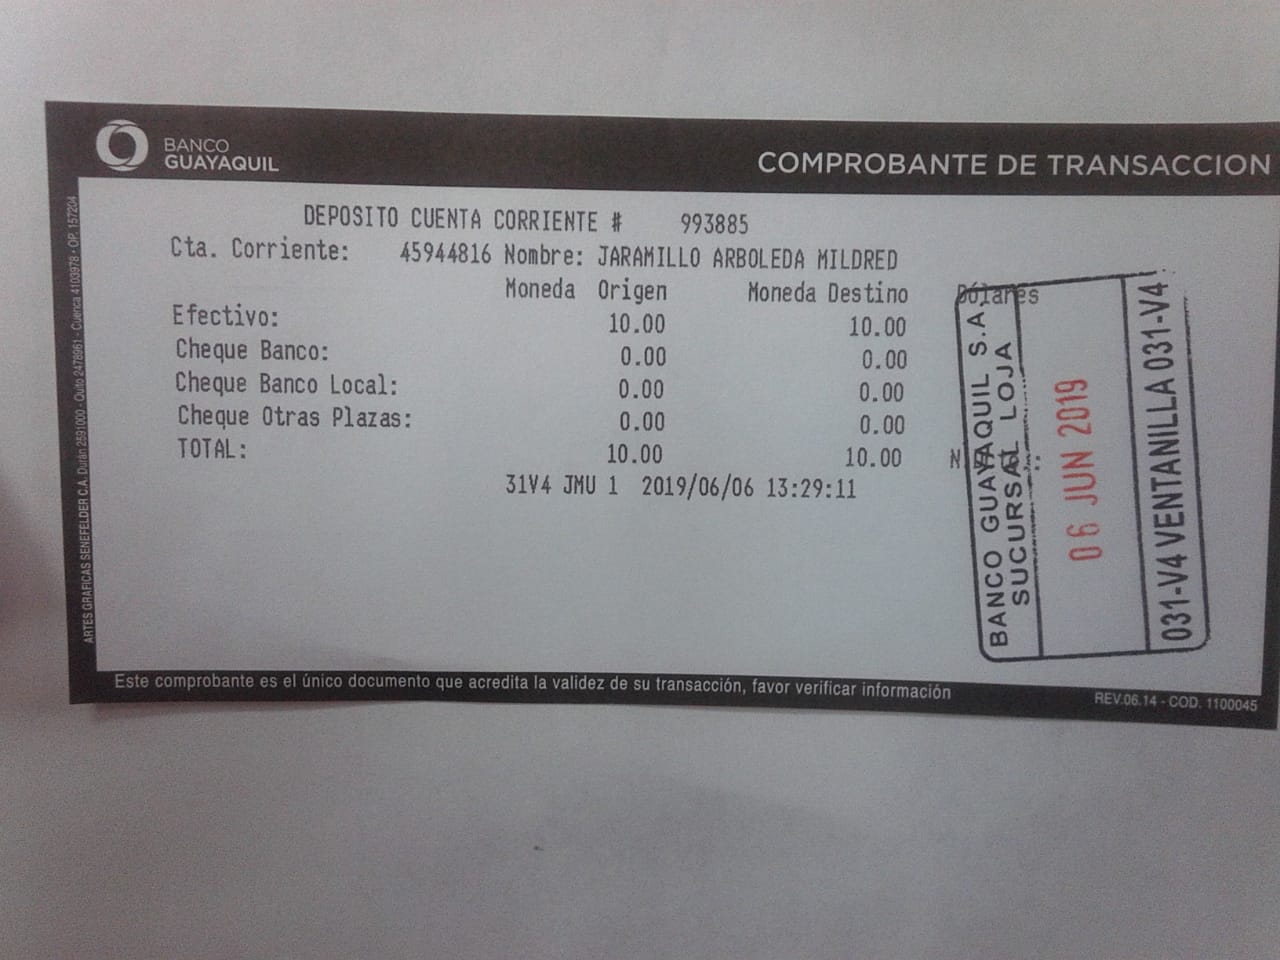 BANCO
GUAYAQUIL
COMPROBANTE DE TRANSACCION
DEPOSITO CUENTA CORRIENTE # 993885
Cta. Corriente: 45944816 Nombre: JARAMILLO ARBOLEDA MILDRED
Moneda Origen Moneda Destino Dólares
Efectivo: 10.00 10.00
Cheque Banco: 0.00 0.00
Cheque Banco Local: 0.00 0.00
Cheque Otras Plazas: 0.00 0.00
TOTAL: 10.00 10.00
31V4 JMU 1 2019/06/06 13:29:11
BANCO GUAYAQUIL S.A.
SUCURSAL LOJA
06 JUN 2019
031-V4 VENTANILLA 031-V4
Este comprobante es el único documento que acredita la validez de su transacción, favor verificar información
REV.06.14 - COD. 1100045
ARTES GRAFICAS SENEFELDER C.A. Durán 2591000 - Quito 2478961 - Cuenca 4103978 - OP. 157204